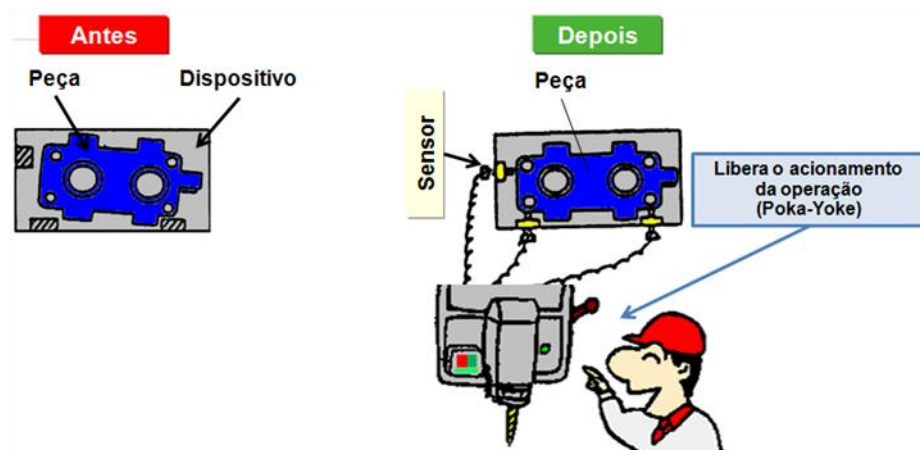 Antes
Depois
Peça
Dispositivo
Peça
Sensor
Libera o acionamento
da operação
(Poka-Yoke)